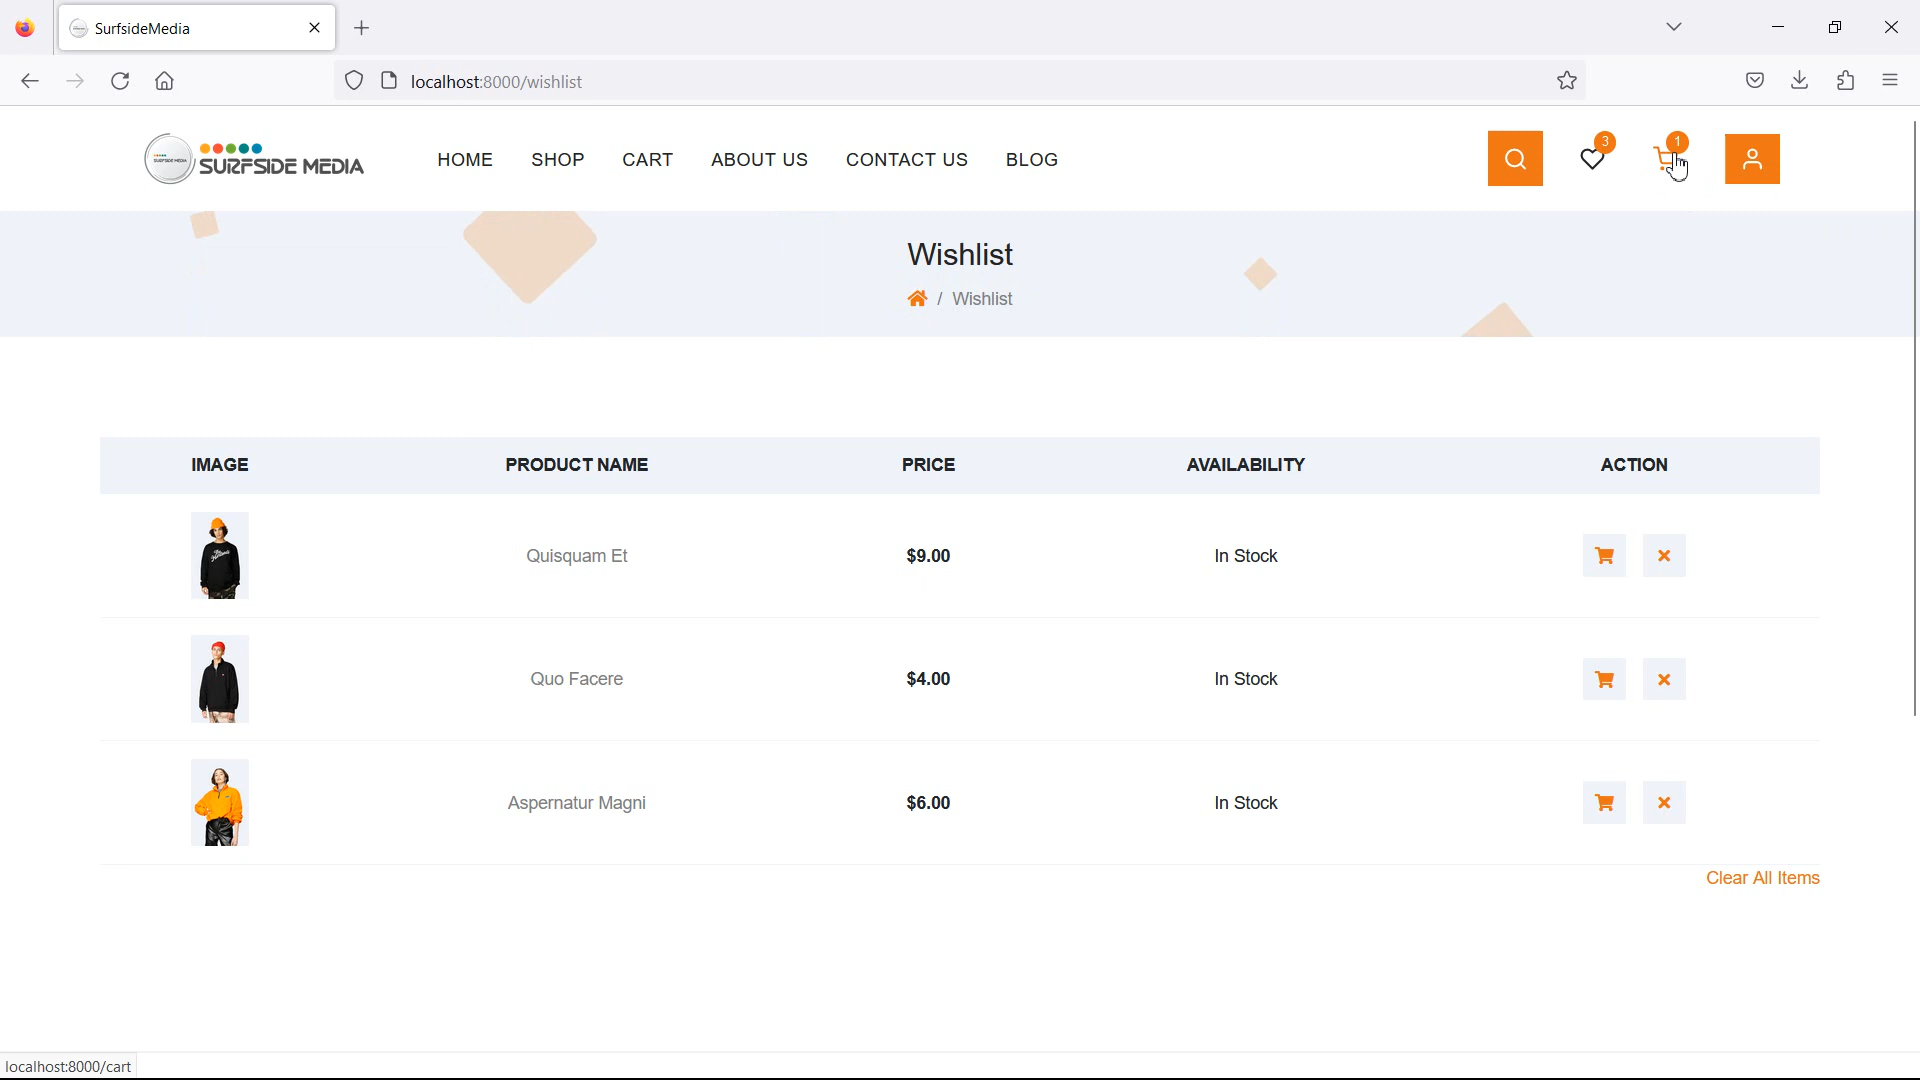 SurfsideMedia
localhost:8000/wishlist
SURFSIDE MEDIA
HOME SHOP CART ABOUT US CONTACT US BLOG
3 1
Wishlist
/ Wishlist
IMAGE PRODUCT NAME PRICE AVAILABILITY ACTION
Quisquam Et $9.00 In Stock
Quo Facere $4.00 In Stock
Aspernatur Magni $6.00 In Stock
Clear All Items
localhost:8000/cart